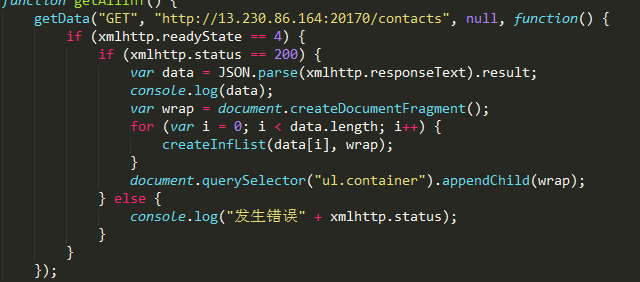 function getAllInf() {
getData("GET", "http://13.230.86.164:20170/contacts", null, function() {
if (xmlhttp.readyState == 4) {
if (xmlhttp.status == 200) {
var data = JSON.parse(xmlhttp.responseText).result;
console.log(data);
var wrap = document.createDocumentFragment();
for (var i = 0; i < data.length; i++) {
createInfList(data[i], wrap);
}
document.querySelector("ul.container").appendChild(wrap);
} else {
console.log("发生错误" + xmlhttp.status);
}
}
});